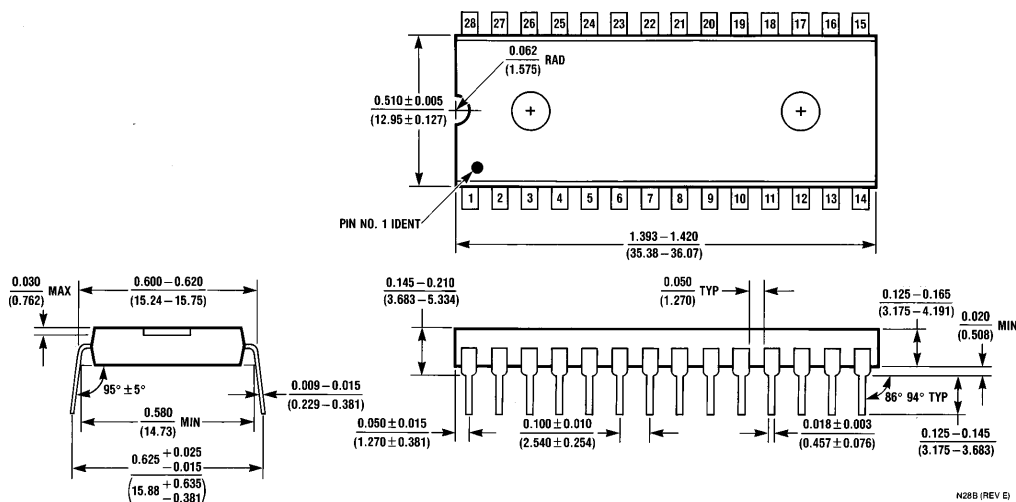 28 27 26 25 24 23 22 21 20 19 18 17 16 15
0.062
(1.575)
RAD
0.510 ± 0.005
(12.95 ± 0.127)
PIN NO. 1 IDENT
1 2 3 4 5 6 7 8 9 10 11 12 13 14
1.393 – 1.420
(35.38 – 36.07)
0.030
(0.762)
MAX
0.600 – 0.620
(15.24 – 15.75)
95° ± 5°
0.580
(14.73)
MIN
0.009 – 0.015
(0.229 – 0.381)
0.625 +0.025
−0.015
(15.88 +0.635
−0.381)
0.145 – 0.210
(3.683 – 5.334)
0.050
(1.270)
TYP
0.125 – 0.165
(3.175 – 4.191)
0.020
(0.508)
MIN
0.050 ± 0.015
(1.270 ± 0.381)
0.100 ± 0.010
(2.540 ± 0.254)
0.018 ± 0.003
(0.457 ± 0.076)
86° 94° TYP
0.125 – 0.145
(3.175 – 3.683)
N28B (REV E)